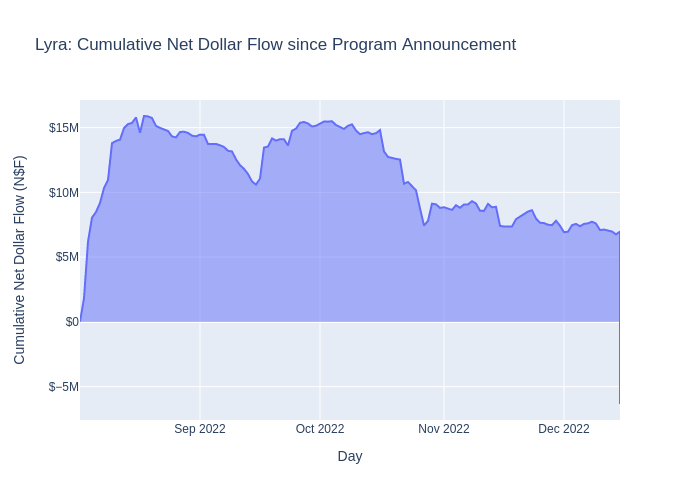 Lyra: Cumulative Net Dollar Flow since Program Announcement
Cumulative Net Dollar Flow (N$F)
$15M
$10M
$5M
$0
$−5M
Sep 2022
Oct 2022
Nov 2022
Dec 2022
Day